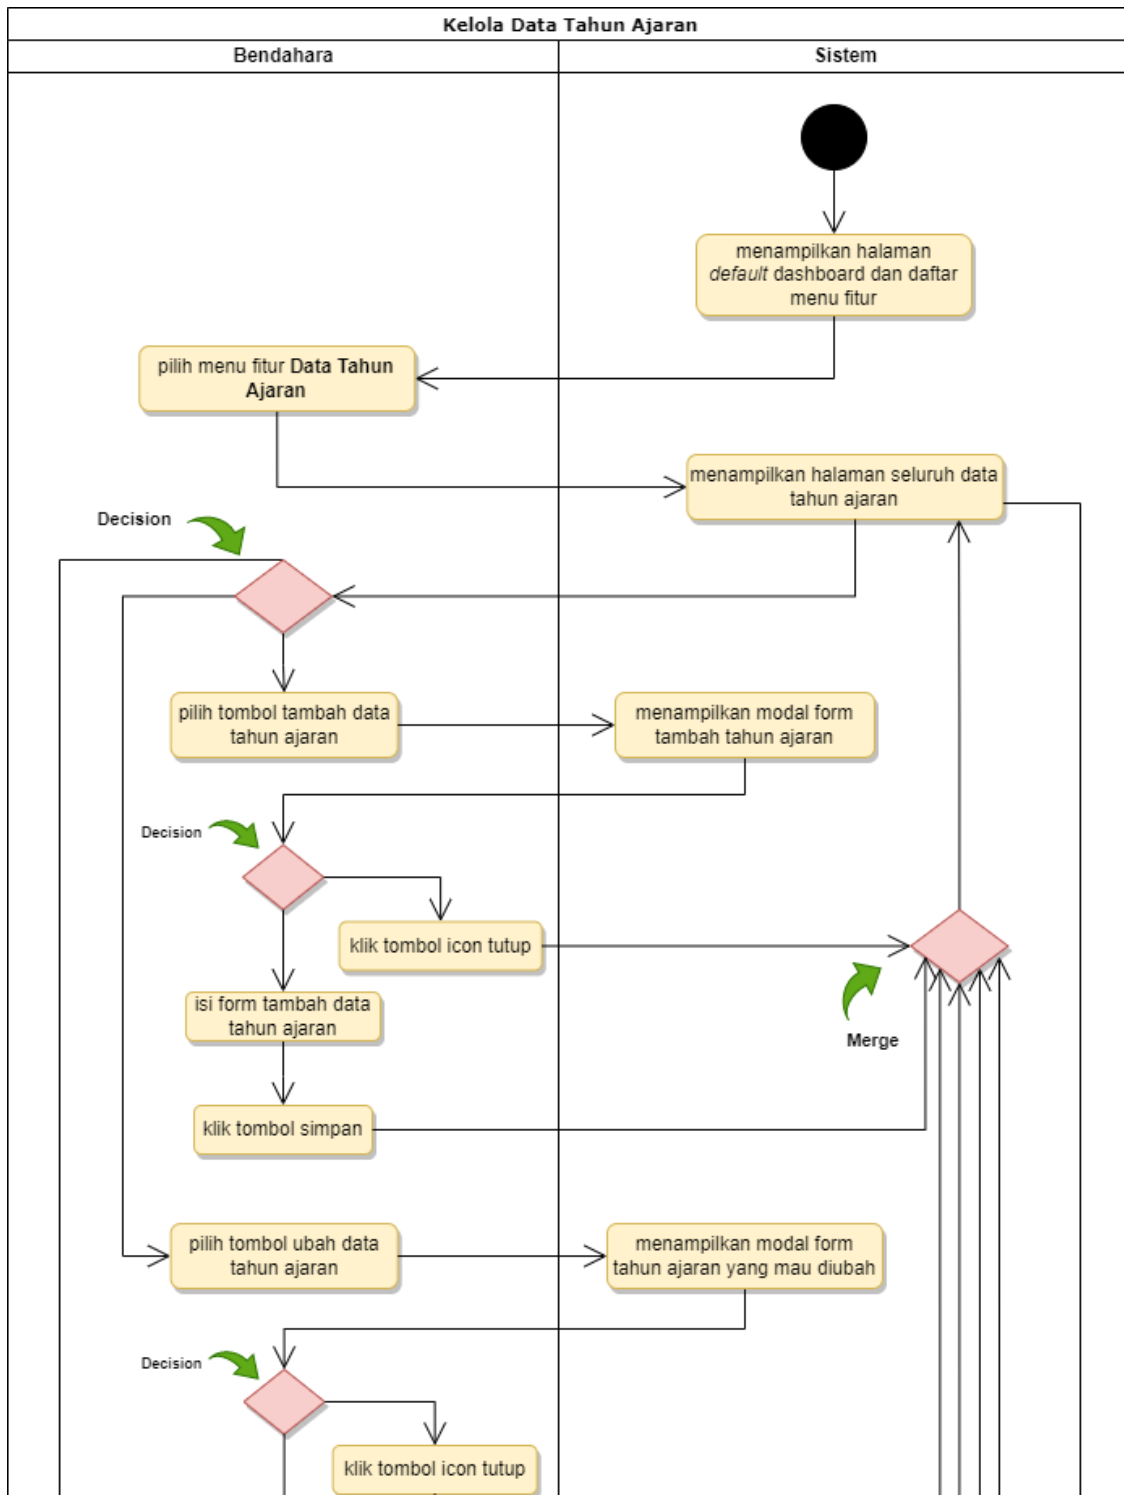 Kelola Data Tahun Ajaran
Bendahara
Sistem
menampilkan halaman
default dashboard dan daftar
menu fitur
pilih menu fitur Data Tahun
Ajaran
menampilkan halaman seluruh data
tahun ajaran
Decision
pilih tombol tambah data
tahun ajaran
menampilkan modal form
tambah tahun ajaran
Decision
klik tombol icon tutup
isi form tambah data
tahun ajaran
Merge
klik tombol simpan
pilih tombol ubah data
tahun ajaran
menampilkan modal form
tahun ajaran yang mau diubah
Decision
klik tombol icon tutup